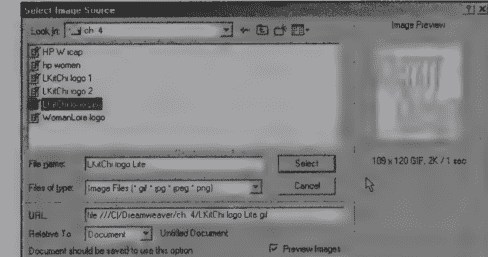 Select Image Source
Look in: ch 4
Image Preview
hp women
LKitChi logo 1
LKitChi logo 2
WomanLore logo
File name: LKitChi logo Lite Select
109 x 120 GIF, 2K / 1 sec
Files of type: Image Files (*.gif *.jpg *.jpeg *.png) Cancel
URL: file:///C|/Dreamweaver/ch. 4/LKitChi logo Lite.gif
Relative To: Document Untitled Document
Document should be saved to use this option Preview Images